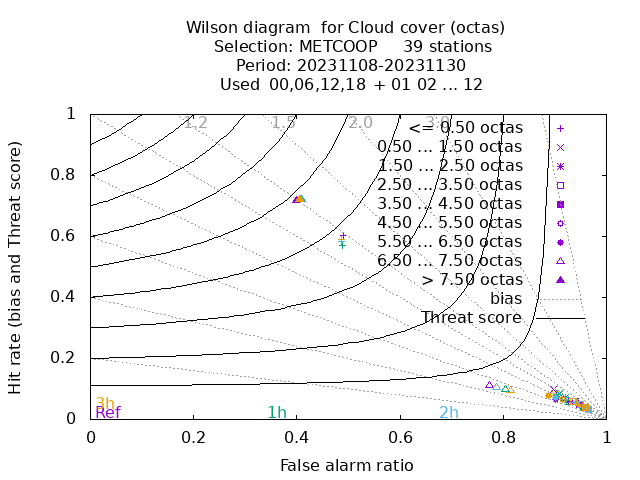 Wilson diagram  for Cloud cover (octas)
Selection: METCOOP     39 stations
Period: 20231108-20231130
Used  00,06,12,18  + 01 02 ... 12
1.2 1.5 2.0 3.0
<= 0.50 octas
0.50 ... 1.50 octas
1.50 ... 2.50 octas
2.50 ... 3.50 octas
3.50 ... 4.50 octas
4.50 ... 5.50 octas
5.50 ... 6.50 octas
6.50 ... 7.50 octas
> 7.50 octas
bias
Threat score
1
0.8
0.6
0.4
0.2
0
Hit rate (bias and Threat score)
3h
Ref 1h 2h
0 0.2 0.4 0.6 0.8 1
False alarm ratio